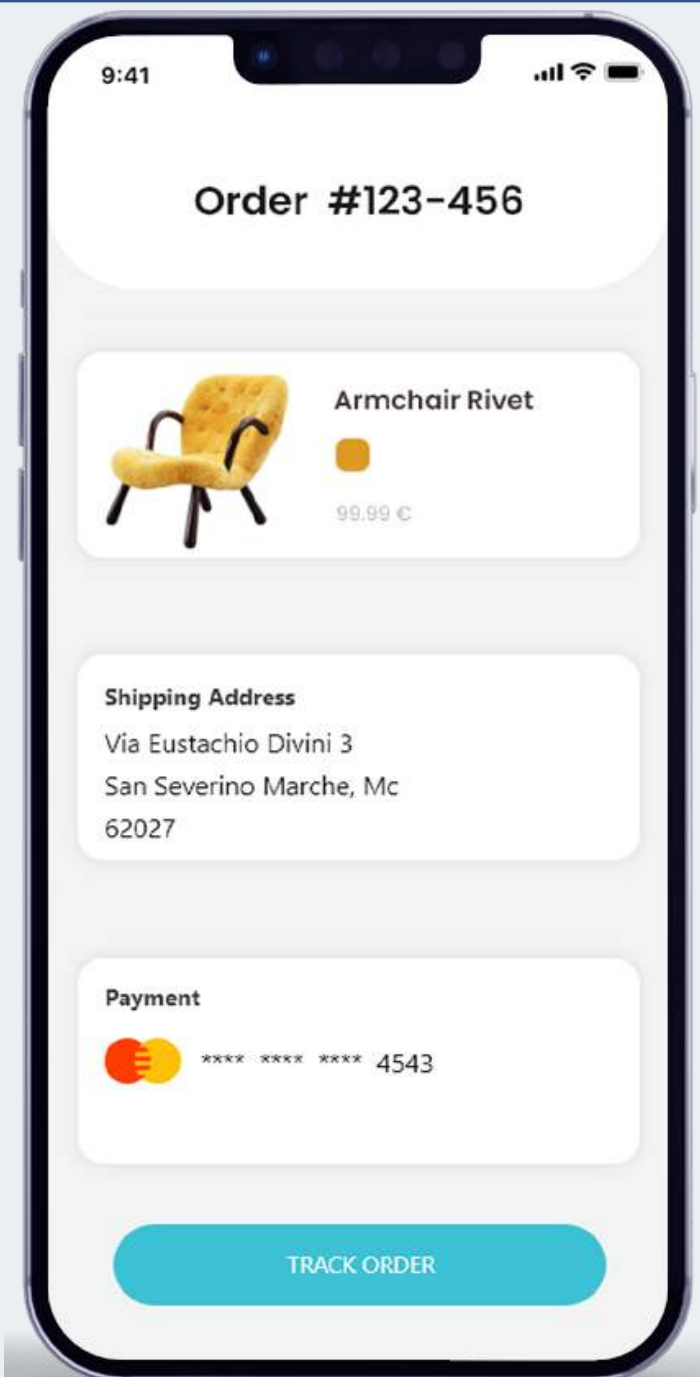 9:41
Order #123-456
Armchair Rivet
99.99 €
Shipping Address
Via Eustachio Divini 3
San Severino Marche, Mc
62027
Payment
**** **** **** 4543
TRACK ORDER